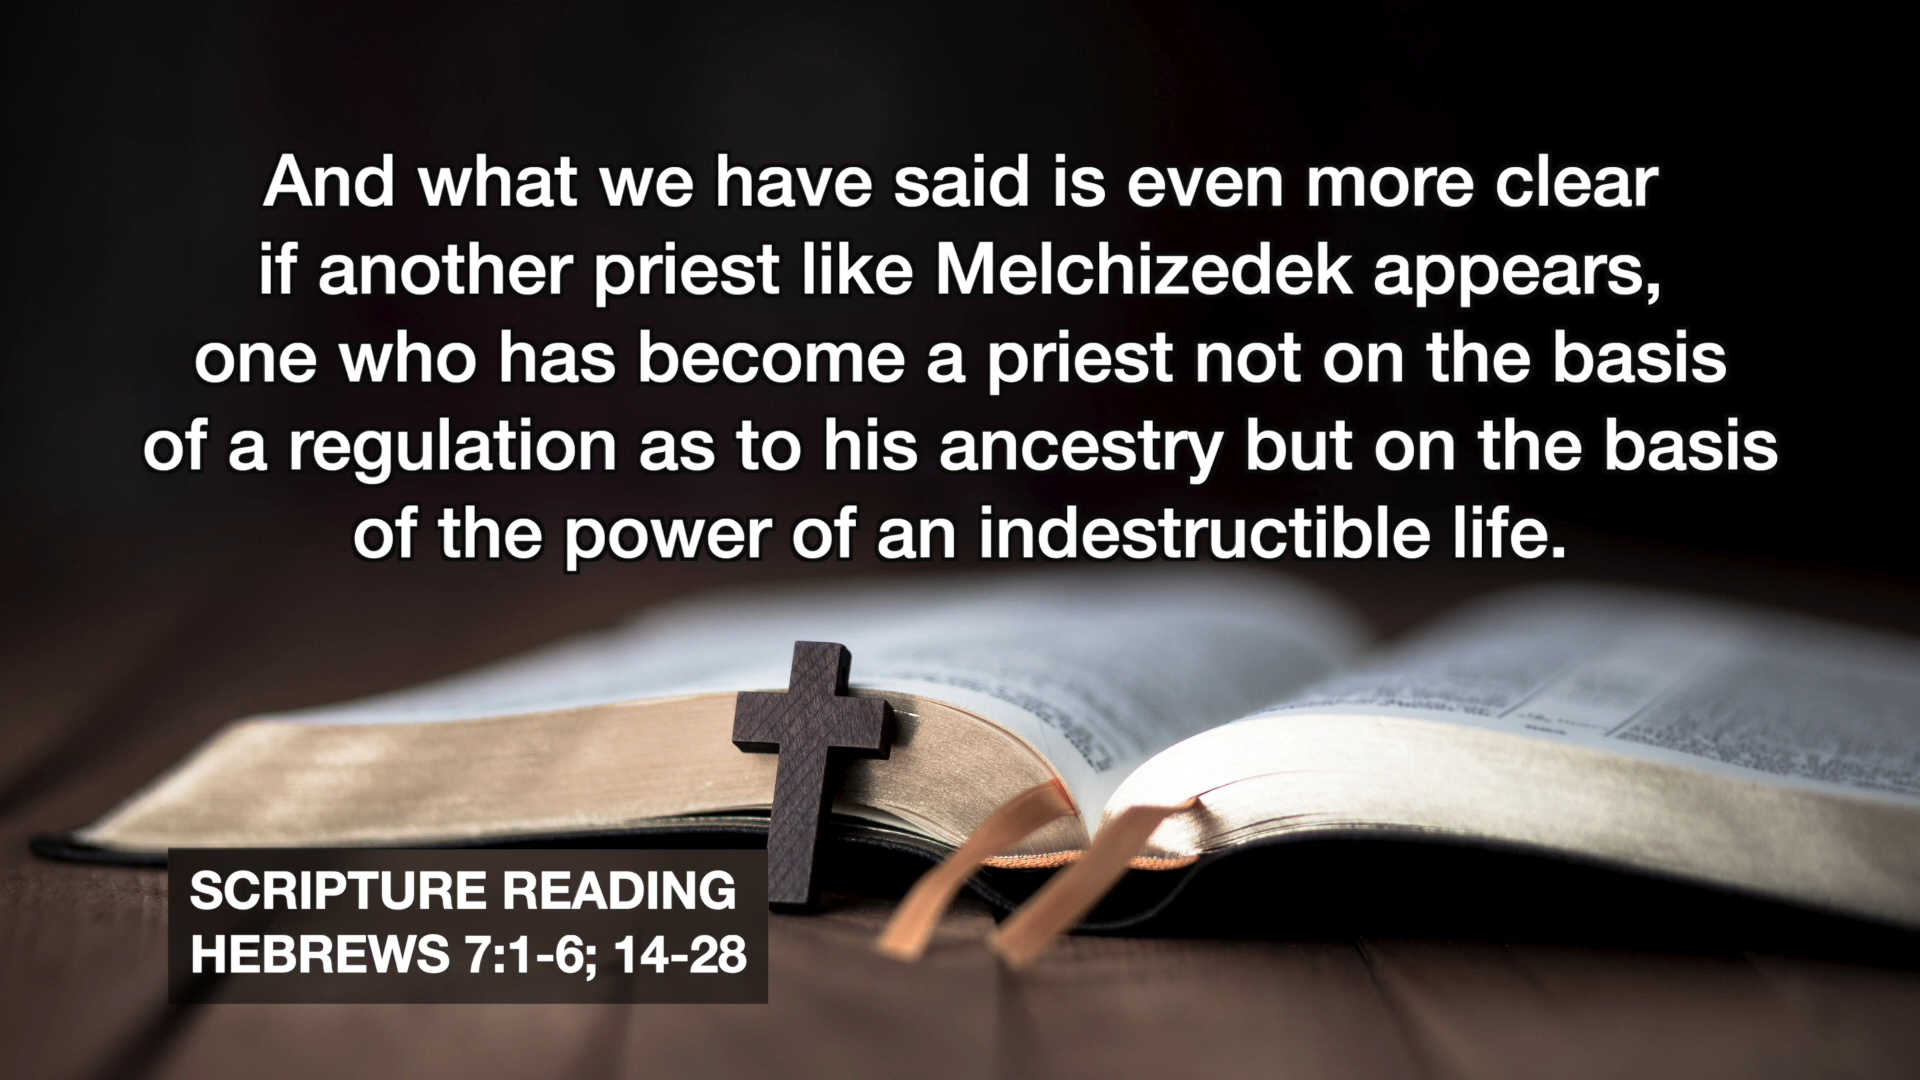 And what we have said is even more clear
if another priest like Melchizedek appears,
one who has become a priest not on the basis
of a regulation as to his ancestry but on the basis
of the power of an indestructible life.
SCRIPTURE READING
HEBREWS 7:1-6; 14-28